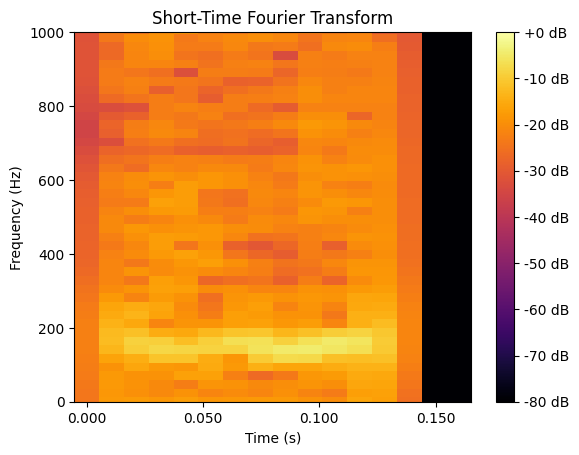 Short-Time Fourier Transform
1000
800
600
400
200
0
Frequency (Hz)
0.000
0.050
0.100
0.150
Time (s)
+0 dB
-10 dB
-20 dB
-30 dB
-40 dB
-50 dB
-60 dB
-70 dB
-80 dB